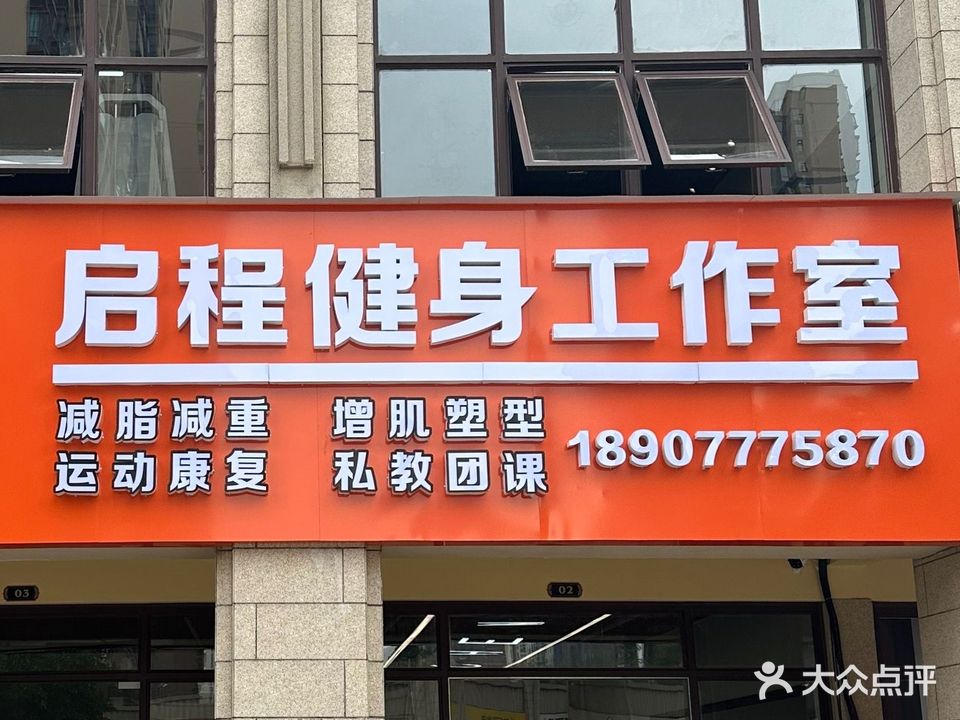 启程健身工作室
减脂减重 增肌塑型
运动康复 私教团课
18907775870
03
02
大众点评